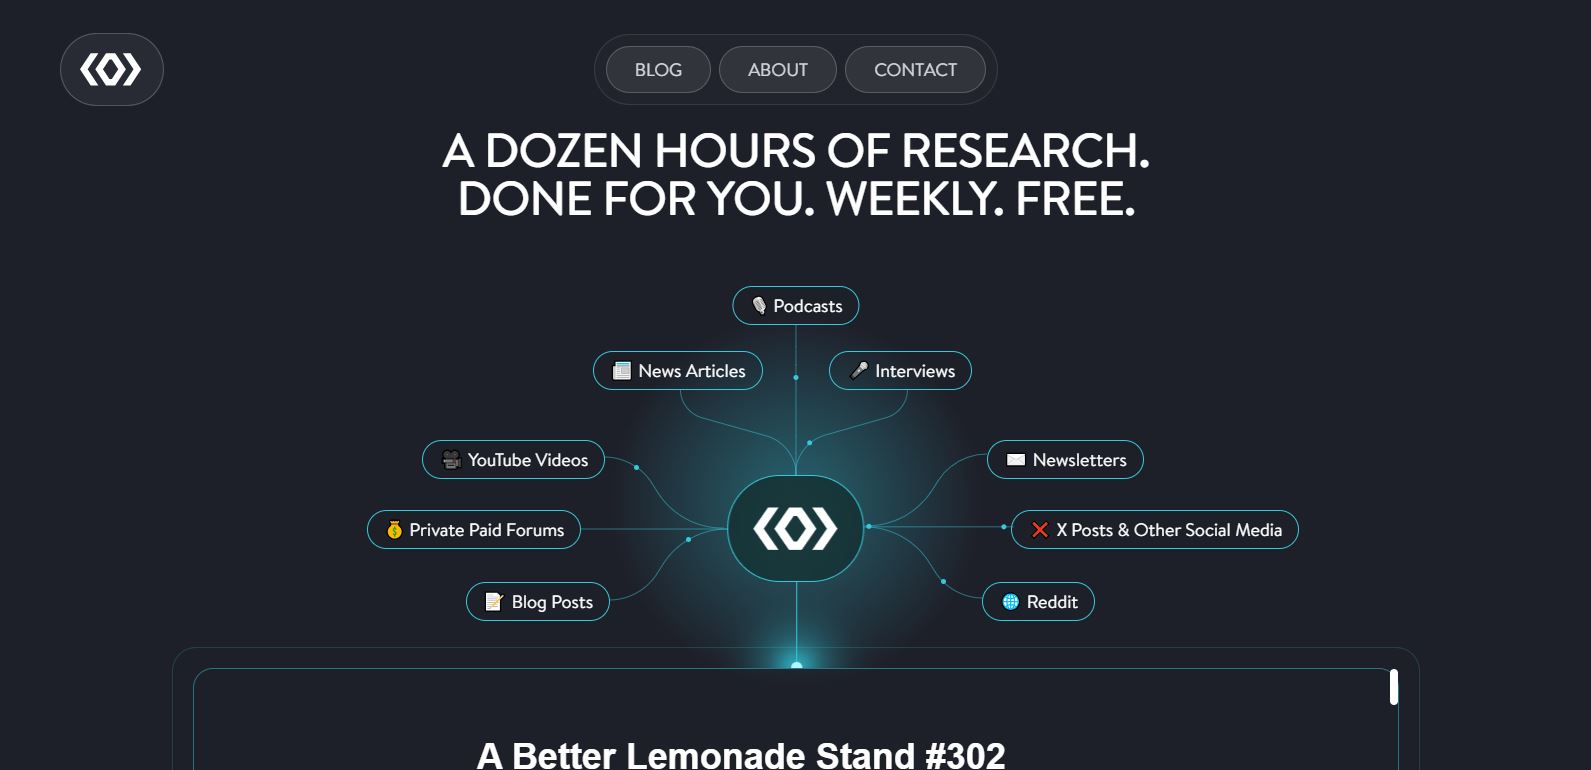 BLOG
ABOUT
CONTACT
A DOZEN HOURS OF RESEARCH.
DONE FOR YOU. WEEKLY. FREE.
Podcasts
News Articles
Interviews
YouTube Videos
Newsletters
Private Paid Forums
X Posts & Other Social Media
Blog Posts
Reddit
A Better Lemonade Stand #302